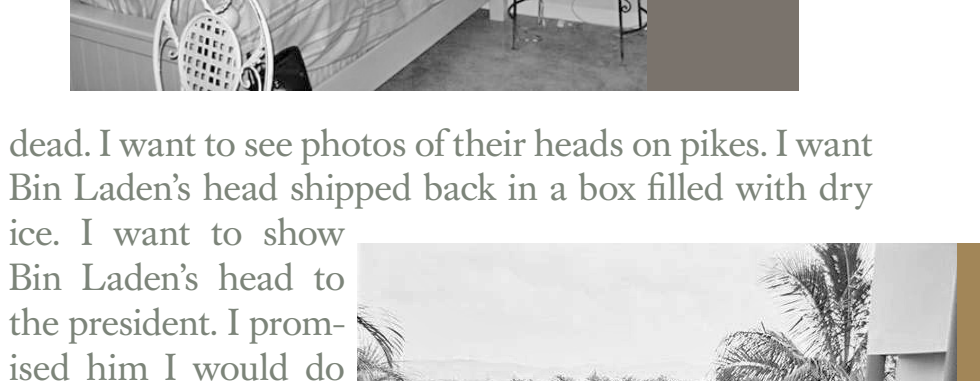 dead. I want to see photos of their heads on pikes. I want
Bin Laden’s head shipped back in a box filled with dry
ice. I want to show
Bin Laden’s head to
the president. I prom-
ised him I would do